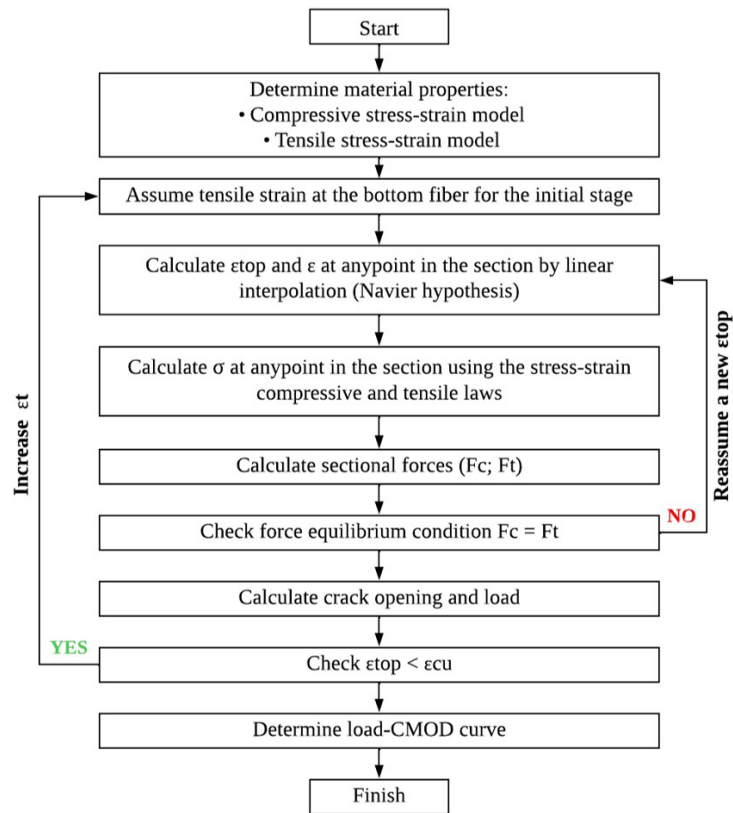 Start
Determine material properties:
• Compressive stress-strain model
• Tensile stress-strain model
Assume tensile strain at the bottom fiber for the initial stage
Calculate εtop and ε at anypoint in the section by linear
interpolation (Navier hypothesis)
Calculate σ at anypoint in the section using the stress-strain
compressive and tensile laws
Calculate sectional forces (Fc; Ft)
Check force equilibrium condition Fc = Ft
NO
Reassume a new εtop
Calculate crack opening and load
Check εtop < εcu
YES
Increase εt
Determine load-CMOD curve
Finish